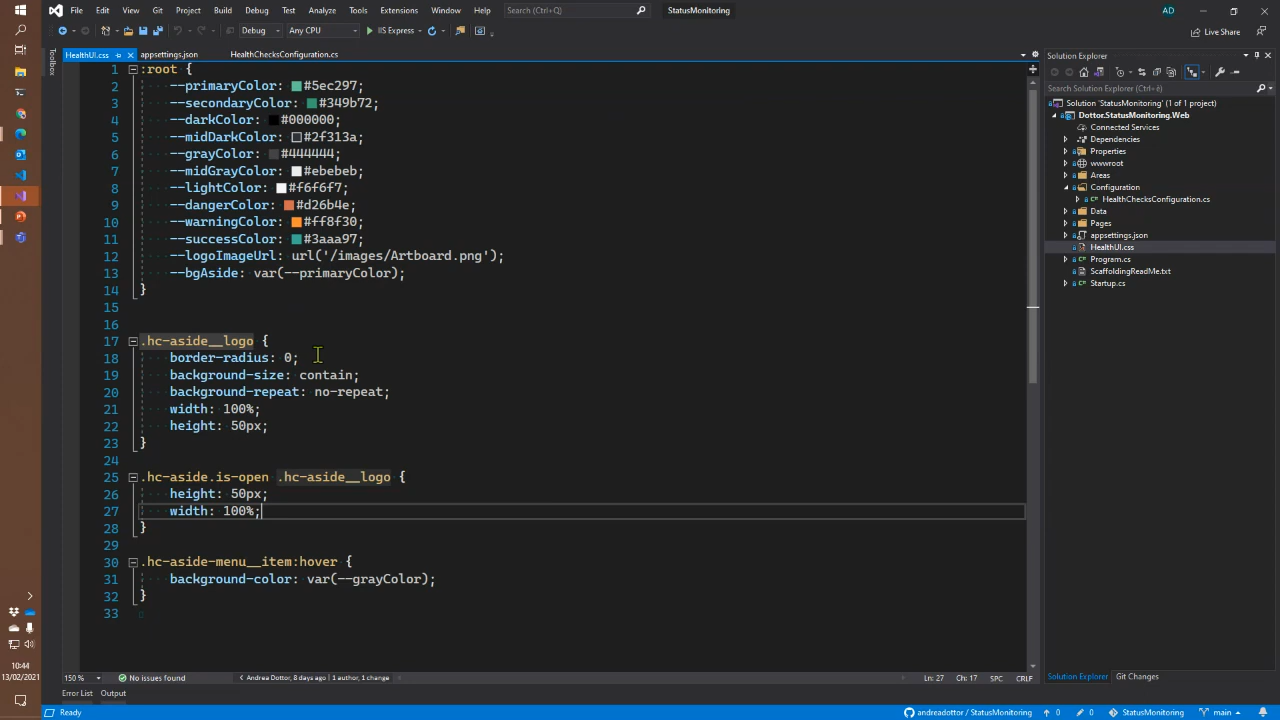 File Edit View Git Project Build Debug Test Analyze Tools Extensions Window Help Search (Ctrl+Q) StatusMonitoring AD
Debug Any CPU IIS Express Live Share
Toolbox
HealthUI.css appsettings.json HealthChecksConfiguration.cs
1 :root {
2 --primaryColor: #5ec297;
3 --secondaryColor: #349b72;
4 --darkColor: #000000;
5 --midDarkColor: #2f313a;
6 --grayColor: #444444;
7 --midGrayColor: #ebebeb;
8 --lightColor: #f6f6f7;
9 --dangerColor: #d26b4e;
10 --warningColor: #ff8f30;
11 --successColor: #3aaa97;
12 --logoImageUrl: url('/images/Artboard.png');
13 --bgAside: var(--primaryColor);
14 }
15
16
17 .hc-aside__logo {
18 border-radius: 0;
19 background-size: contain;
20 background-repeat: no-repeat;
21 width: 100%;
22 height: 50px;
23 }
24
25 .hc-aside.is-open .hc-aside__logo {
26 height: 50px;
27 width: 100%;
28 }
29
30 .hc-aside-menu__item:hover {
31 background-color: var(--grayColor);
32 }
33
Solution Explorer
Search Solution Explorer (Ctrl+è)
Solution 'StatusMonitoring' (1 of 1 project)
Dottor.StatusMonitoring.Web
Connected Services
Dependencies
Properties
wwwroot
Areas
Configuration
HealthChecksConfiguration.cs
Data
Pages
appsettings.json
HealthUI.css
Program.cs
ScaffoldingReadMe.txt
Startup.cs
Solution Explorer Git Changes
150 % No issues found Andrea Dottor, 8 days ago | 1 author, 1 change Ln: 27 Ch: 17 SPC CRLF
Error List Output
Ready andreadottor / StatusMonitoring 0 0 StatusMonitoring main
10:44
13/02/2021